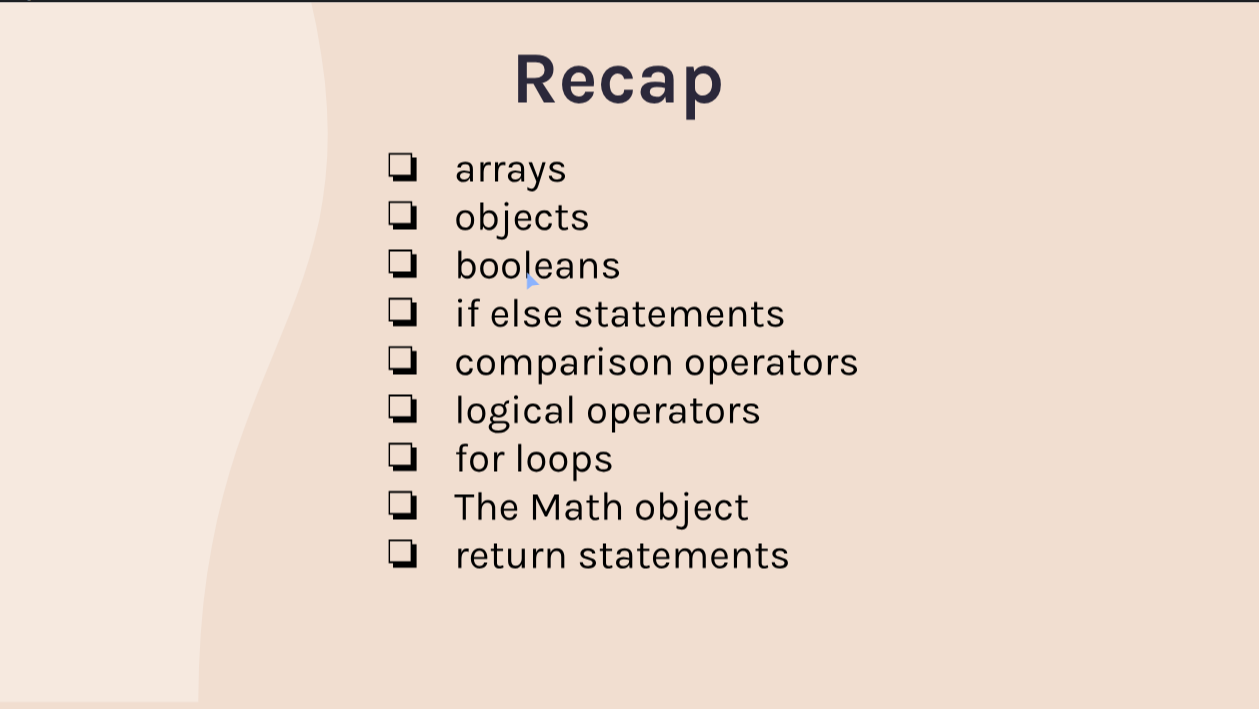 Recap
arrays
objects
booleans
if else statements
comparison operators
logical operators
for loops
The Math object
return statements